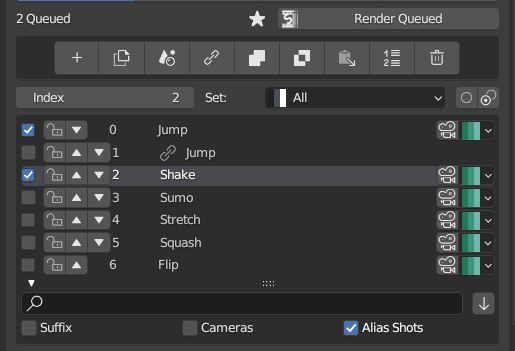 2 Queued Render Queued
Index 2 Set: All
0 Jump
1 Jump
2 Shake
3 Sumo
4 Stretch
5 Squash
6 Flip
Suffix Cameras Alias Shots